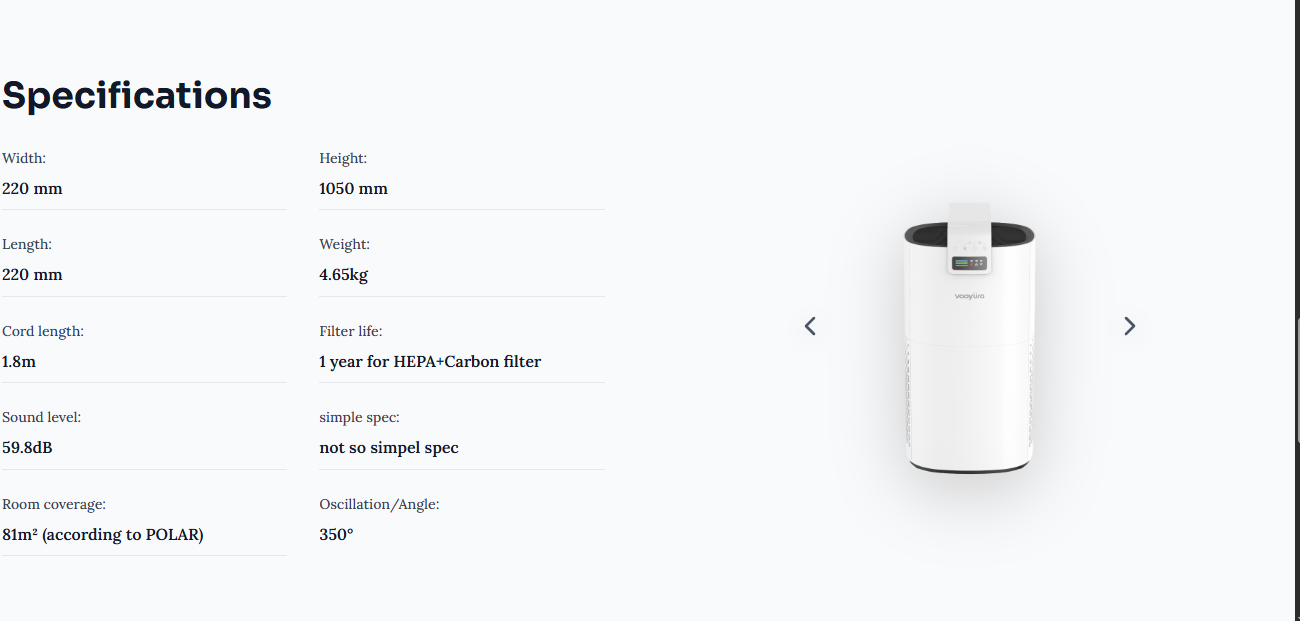 Specifications
Width:
220 mm
Height:
1050 mm
Length:
220 mm
Weight:
4.65kg
Cord length:
1.8m
Filter life:
1 year for HEPA+Carbon filter
Sound level:
59.8dB
simple spec:
not so simpel spec
Room coverage:
81m² (according to POLAR)
Oscillation/Angle:
350°